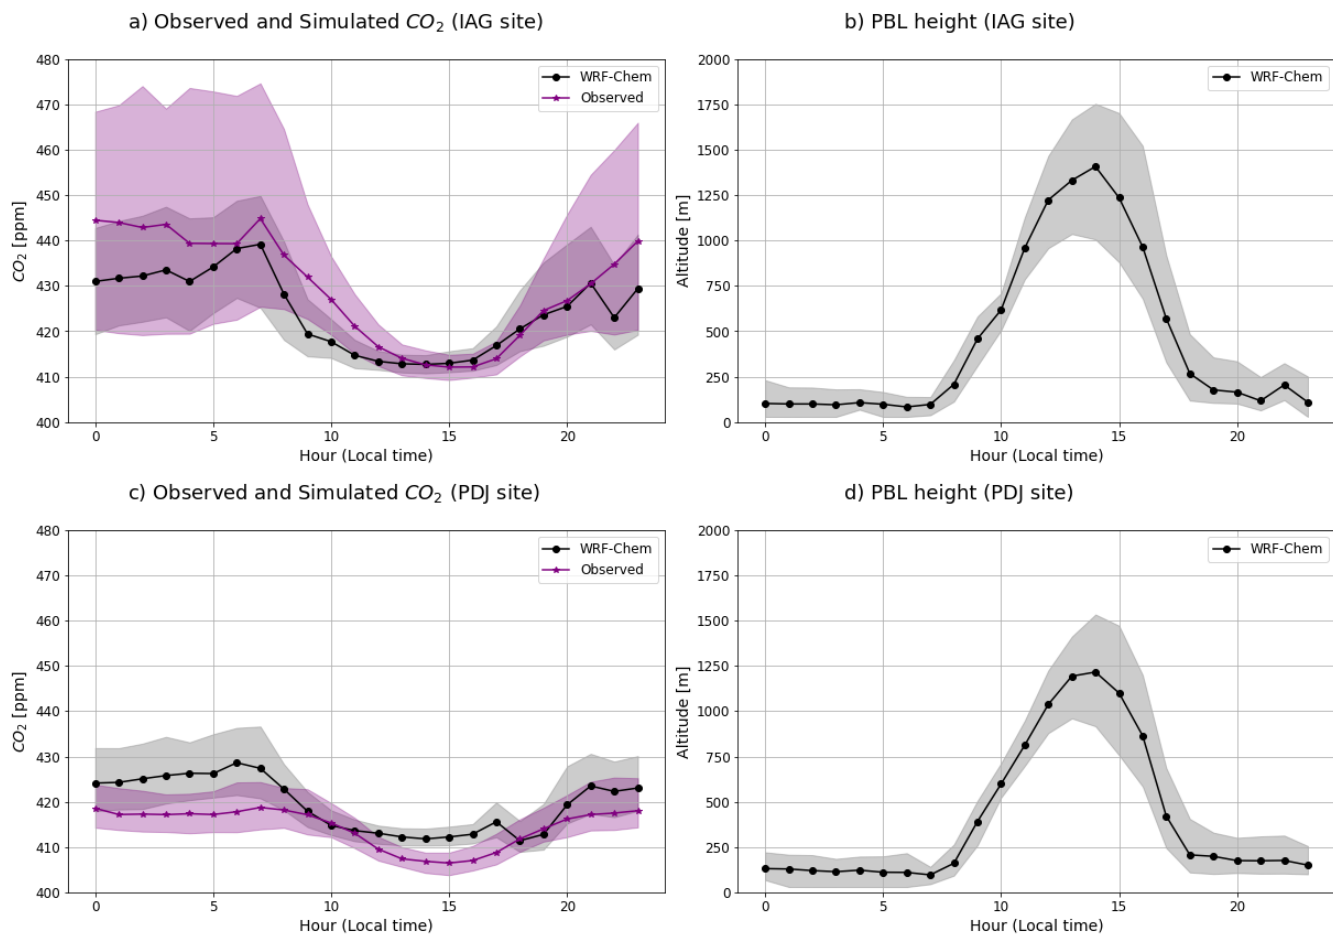 a) Observed and Simulated CO₂ (IAG site)
480
470
460
450
440
430
420
410
400
CO₂ [ppm]
WRF-Chem
Observed
0 5 10 15 20
Hour (Local time)
b) PBL height (IAG site)
2000
1750
1500
1250
1000
750
500
250
0
Altitude [m]
WRF-Chem
0 5 10 15 20
Hour (Local time)
c) Observed and Simulated CO₂ (PDJ site)
480
470
460
450
440
430
420
410
400
CO₂ [ppm]
WRF-Chem
Observed
0 5 10 15 20
Hour (Local time)
d) PBL height (PDJ site)
2000
1750
1500
1250
1000
750
500
250
0
Altitude [m]
WRF-Chem
0 5 10 15 20
Hour (Local time)